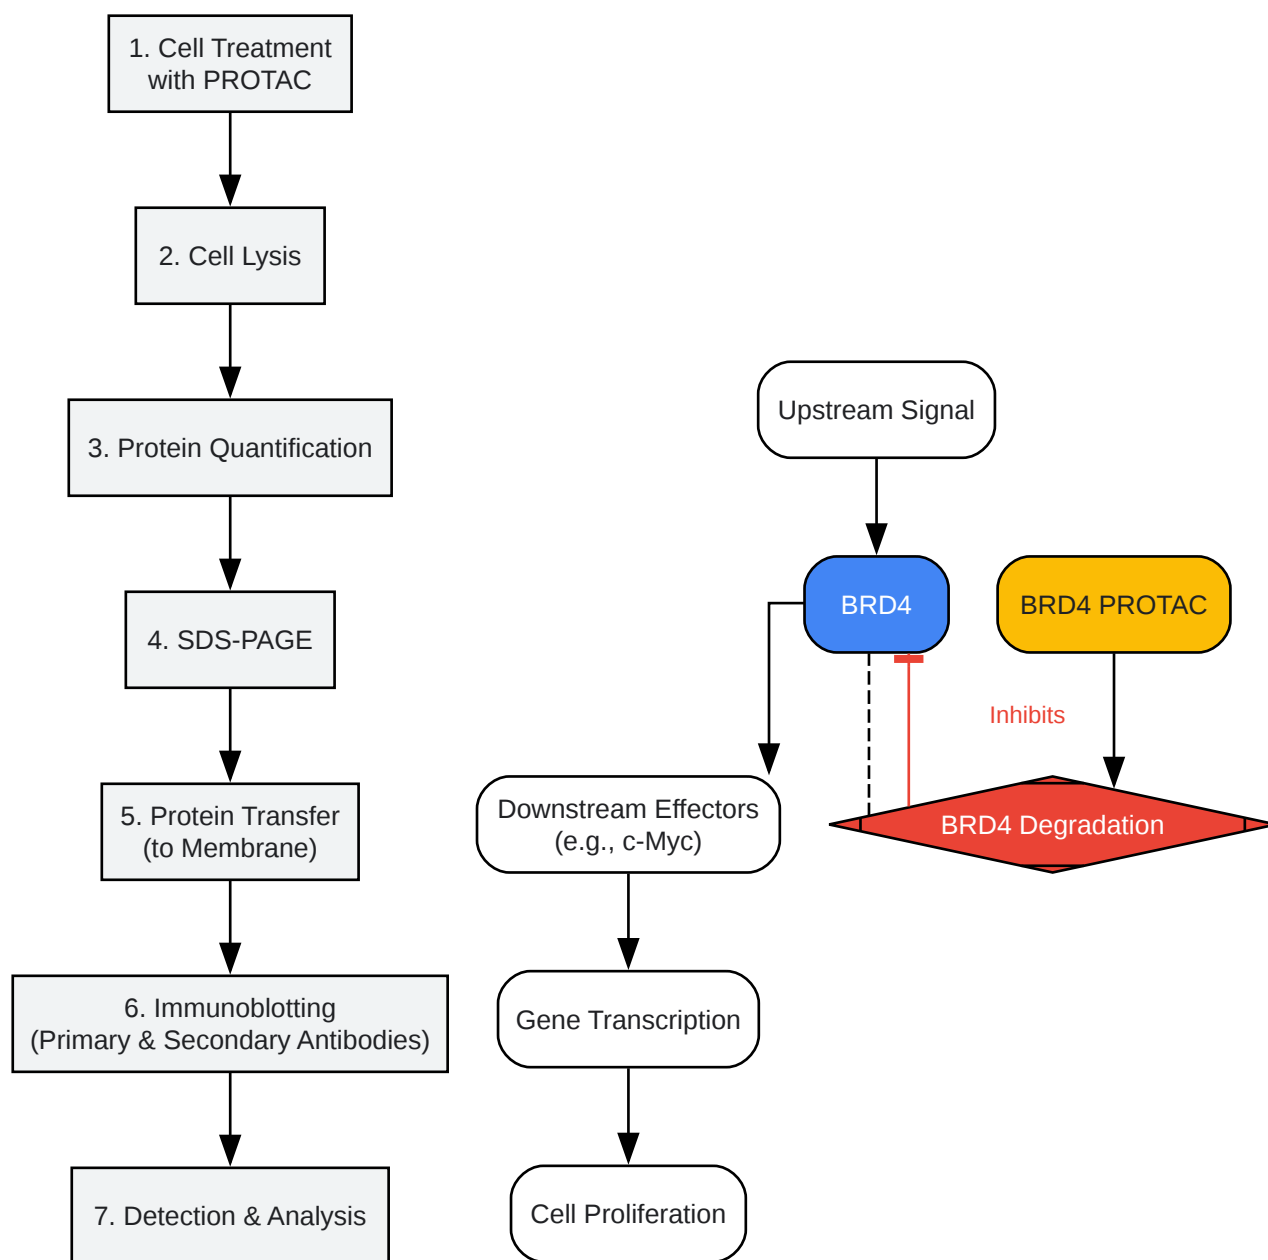 1. Cell Treatment
with PROTAC
2. Cell Lysis
3. Protein Quantification
4. SDS-PAGE
5. Protein Transfer
(to Membrane)
6. Immunoblotting
(Primary & Secondary Antibodies)
7. Detection & Analysis
Upstream Signal
BRD4
BRD4 PROTAC
Inhibits
Downstream Effectors
(e.g., c-Myc)
BRD4 Degradation
Gene Transcription
Cell Proliferation